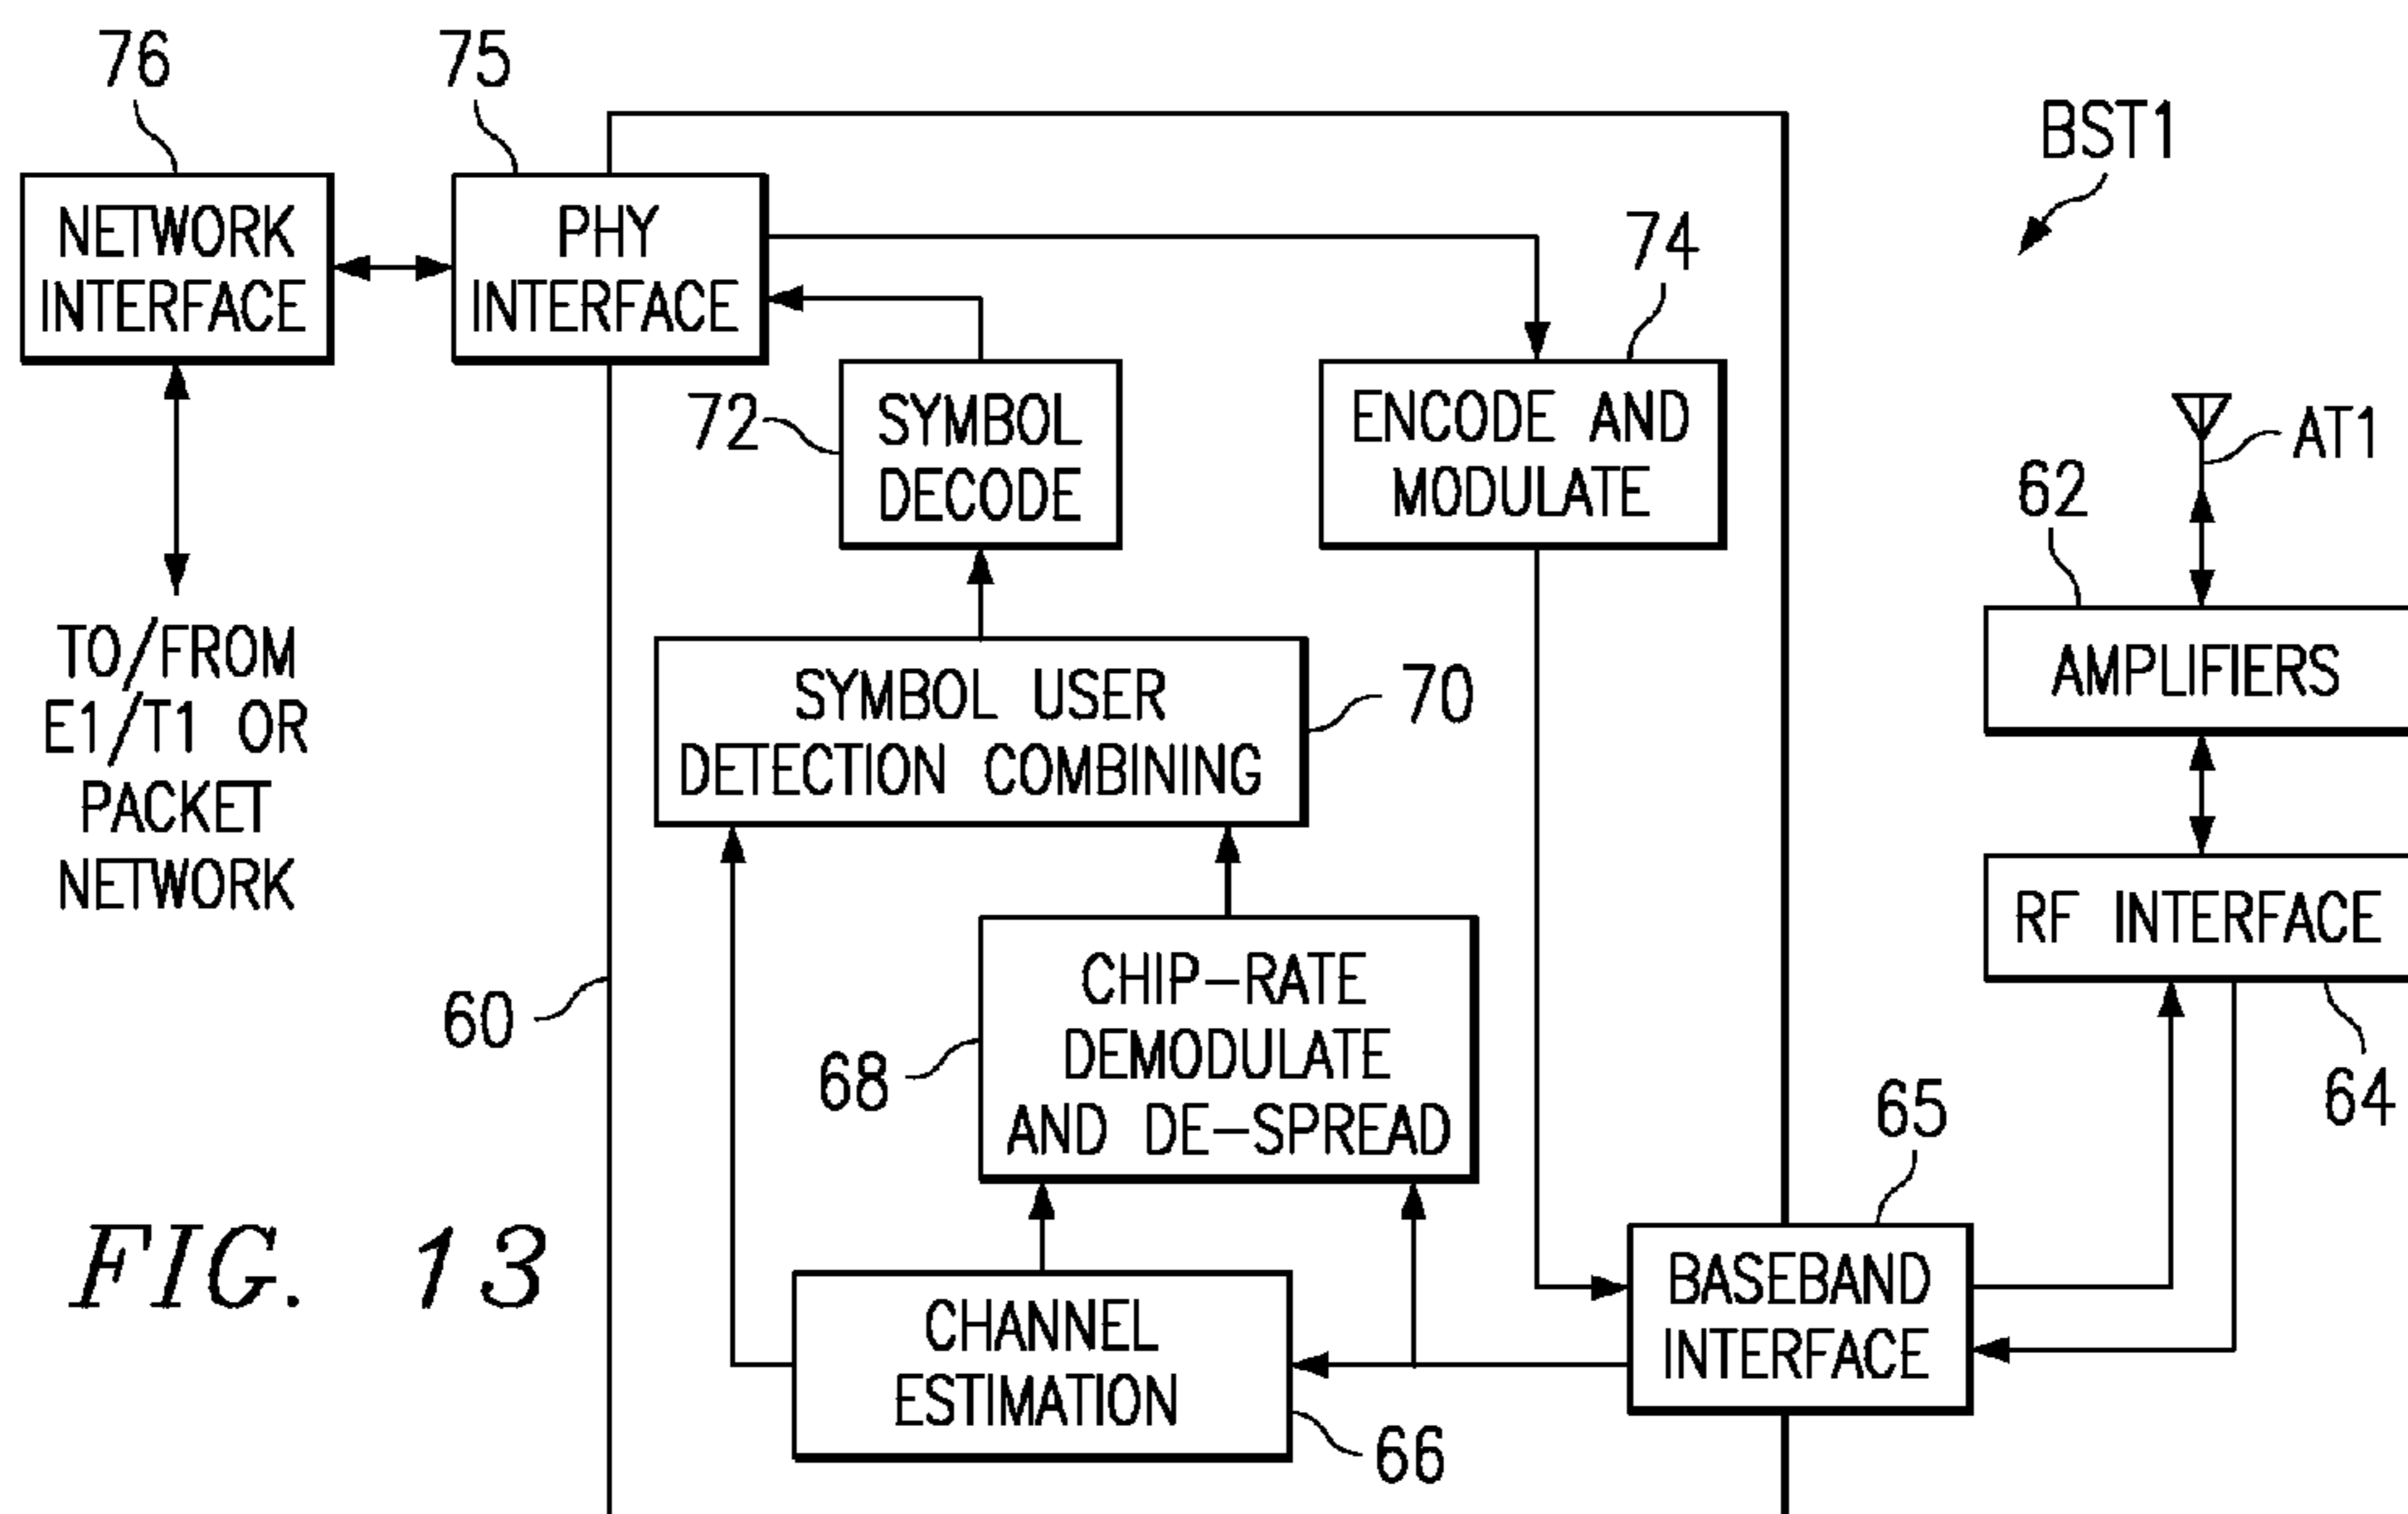 76
75
BST1
NETWORK
INTERFACE
PHY
INTERFACE
74
72
SYMBOL
DECODE
ENCODE AND
MODULATE
AT1
62
TO/FROM
E1/T1 OR
PACKET
NETWORK
SYMBOL USER
DETECTION COMBINING
70
AMPLIFIERS
RF INTERFACE
60
68
CHIP-RATE
DEMODULATE
AND DE-SPREAD
65
64
FIG. 13
CHANNEL
ESTIMATION
66
BASEBAND
INTERFACE